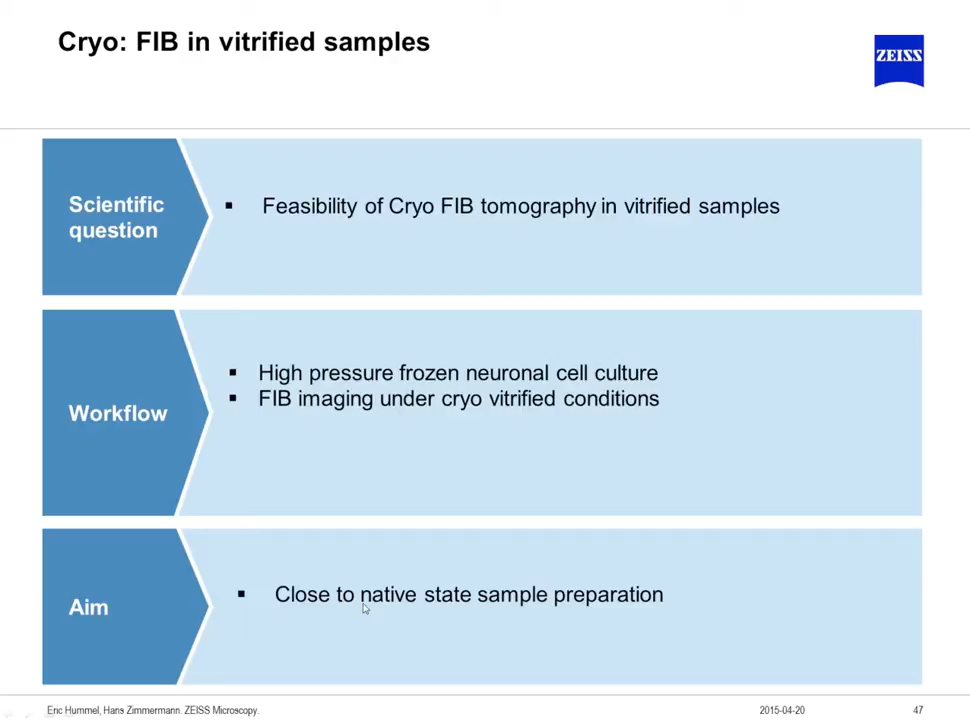 Cryo: FIB in vitrified samples
ZEISS
Scientific
question
▪ Feasibility of Cryo FIB tomography in vitrified samples
Workflow
▪ High pressure frozen neuronal cell culture
▪ FIB imaging under cryo vitrified conditions
Aim
▪ Close to native state sample preparation
Eric Hummel, Hans Zimmermann. ZEISS Microscopy.
2015-04-20
47